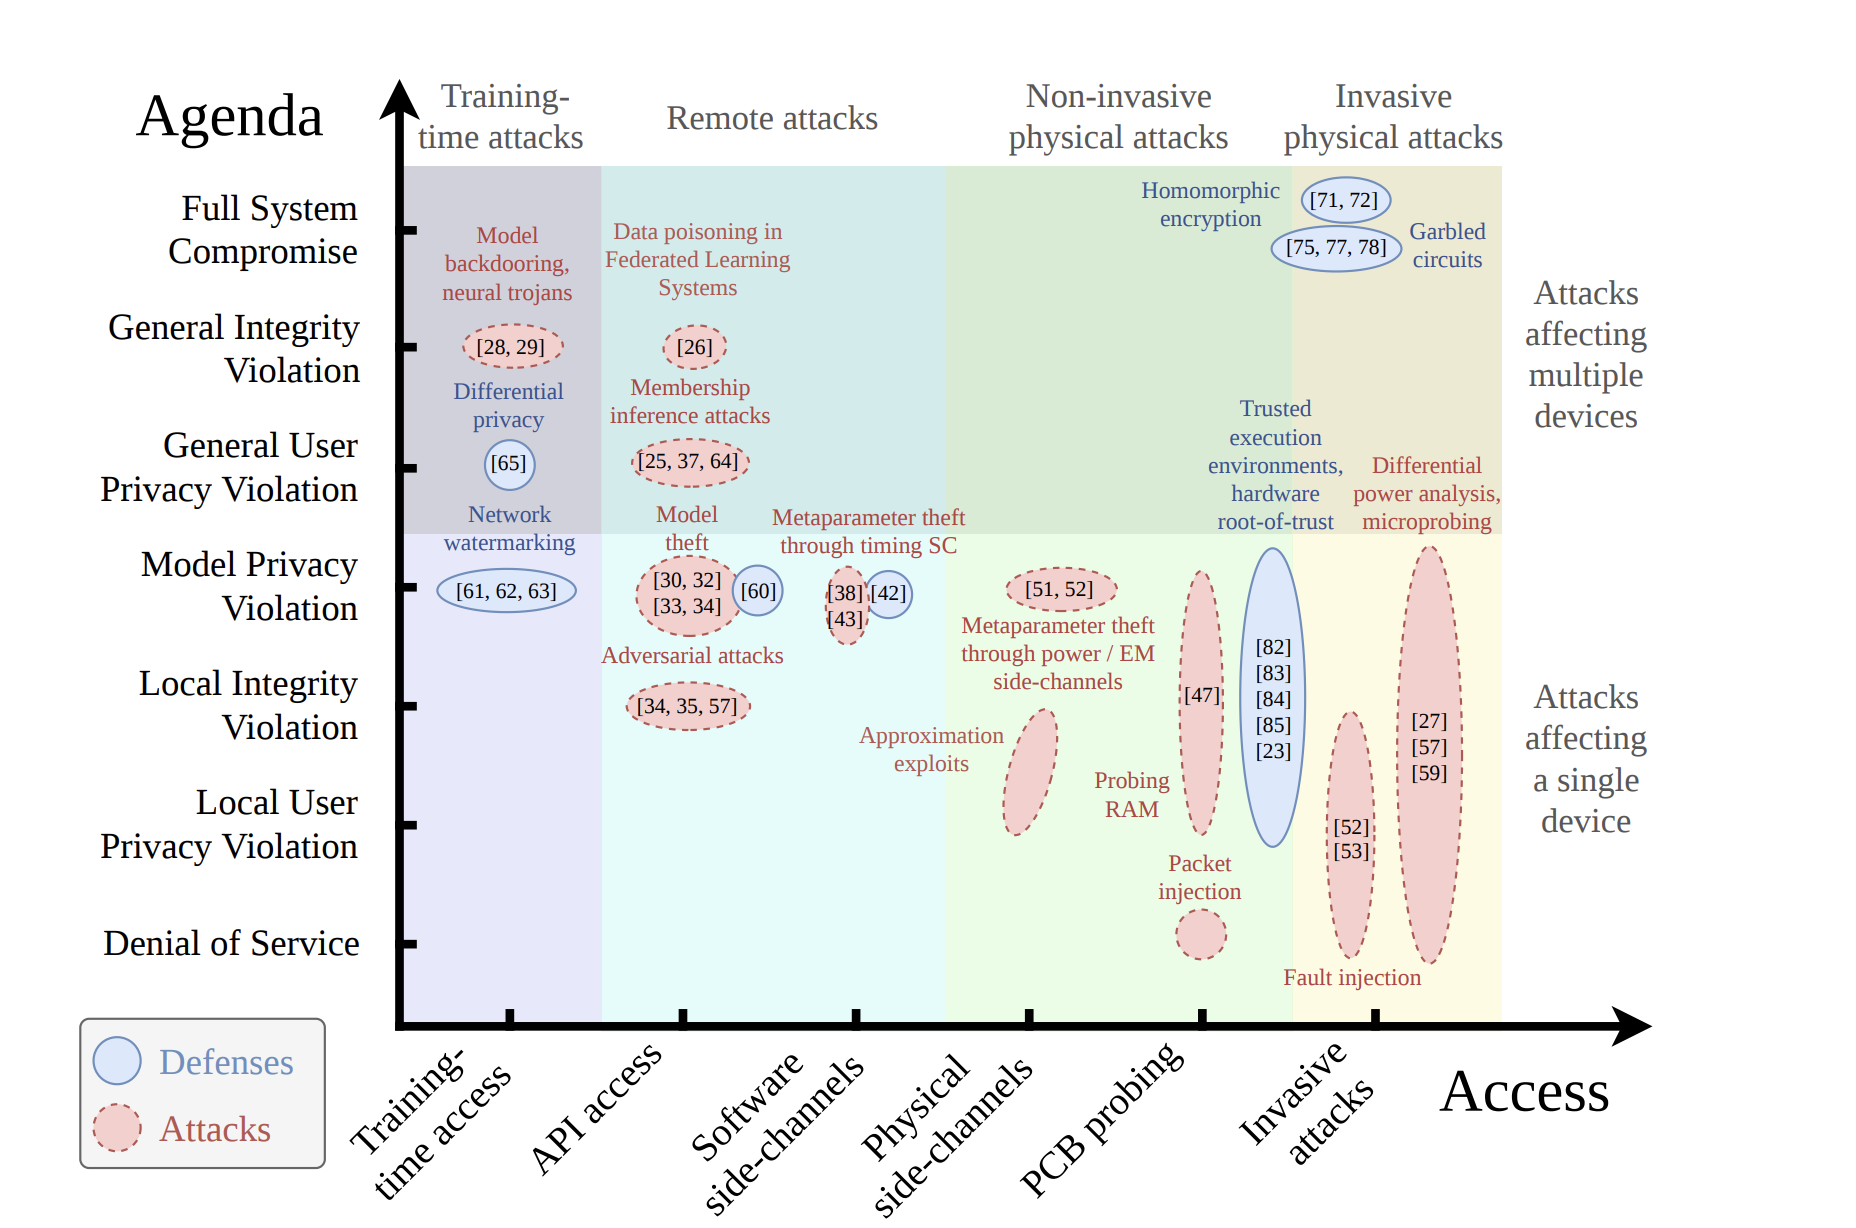 Agenda
Training-
time attacks
Remote attacks
Non-invasive
physical attacks
Invasive
physical attacks
Full System
Compromise
General Integrity
Violation
General User
Privacy Violation
Model Privacy
Violation
Local Integrity
Violation
Local User
Privacy Violation
Denial of Service
Model
backdooring,
neural trojans
[28, 29]
Differential
privacy
[65]
Network
watermarking
[61, 62, 63]
Data poisoning in
Federated Learning
Systems
[26]
Membership
inference attacks
[25, 37, 64]
Model
theft
[30, 32]
[33, 34]
[60]
Adversarial attacks
[34, 35, 57]
Metaparameter theft
through timing SC
[38]
[43]
[42]
[51, 52]
Metaparameter theft
through power / EM
side-channels
Approximation
exploits
Probing
RAM
[47]
Packet
injection
Homomorphic
encryption
[71, 72]
[75, 77, 78]
Garbled
circuits
Trusted
execution
environments,
hardware
root-of-trust
[82]
[83]
[84]
[85]
[23]
Differential
power analysis,
microprobing
[27]
[57]
[59]
[52]
[53]
Fault injection
Attacks
affecting
multiple
devices
Attacks
affecting
a single
device
Defenses
Attacks
Training-
time access
API access
Software
side-channels
Physical
side-channels
PCB probing
Invasive
attacks
Access